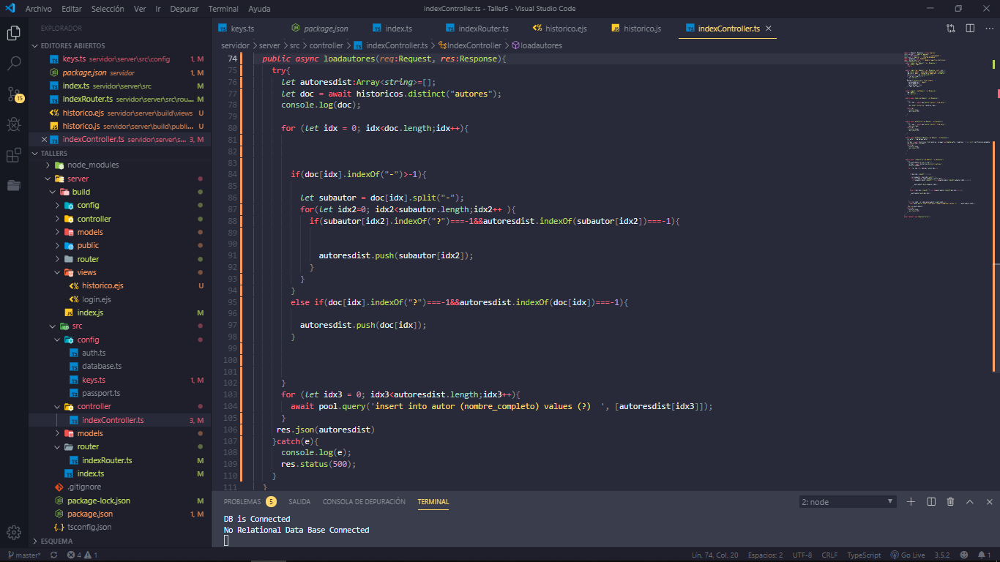 Archivo Editar Selección Ver Ir Depurar Terminal Ayuda
indexController.ts - Taller5 - Visual Studio Code
EXPLORADOR
EDITORES ABIERTOS
keys.ts servidor\server\src\config 1, M
package.json servidor 1, M
index.ts servidor\server\src M
indexRouter.ts servidor\server\src\rou... M
historico.ejs servidor\server\build\views U
historico.js servidor\server\build\publi... U
indexController.ts servidor\server\s... 3, M
15
TALLER5
node_modules
server
build
config
controller
models
public
router
views
historico.ejs U
login.ejs
index.js M
src
config
auth.ts
database.ts
keys.ts 1, M
passport.ts
controller
indexController.ts 3, M
models
router
indexRouter.ts M
index.ts M
.gitignore
package-lock.json M
package.json 1, M
tsconfig.json
ESQUEMA
keys.ts package.json index.ts indexRouter.ts historico.ejs historico.js indexController.ts
servidor > server > src > controller > indexController.ts > IndexController > loadautores
74 public async loadautores(req:Request, res:Response){
75 try{
76 let autoresdist:Array<string>=[];
77 let doc = await historicos.distinct("autores");
78 console.log(doc);
79
80 for (let idx = 0; idx<doc.length;idx++){
81
82
83
84 if(doc[idx].indexOf("-")>-1){
85
86 let subautor = doc[idx].split("-");
87 for(let idx2=0; idx2<subautor.length;idx2++ ){
88 if(subautor[idx2].indexOf("?")===-1&&autoresdist.indexOf(subautor[idx2])===-1){
89
90
91 autoresdist.push(subautor[idx2]);
92 }
93 }
94 }
95 else if(doc[idx].indexOf("?")===-1&&autoresdist.indexOf(doc[idx])===-1){
96
97 autoresdist.push(doc[idx]);
98 }
99
100
101
102 }
103 for (let idx3 = 0; idx3<autoresdist.length;idx3++){
104 await pool.query('insert into autor (nombre_completo) values (?)  ', [autoresdist[idx3]]);
105 }
106 res.json(autoresdist)
107 }catch(e){
108 console.log(e);
109 res.status(500);
110 }
111 }
PROBLEMAS 5 SALIDA CONSOLA DE DEPURACIÓN TERMINAL 2: node
DB is Connected
No Relational Data Base Connected
master* 4 1 Lín. 74, Col. 20 Espacios: 2 UTF-8 CRLF TypeScript Go Live 3.5.2 1